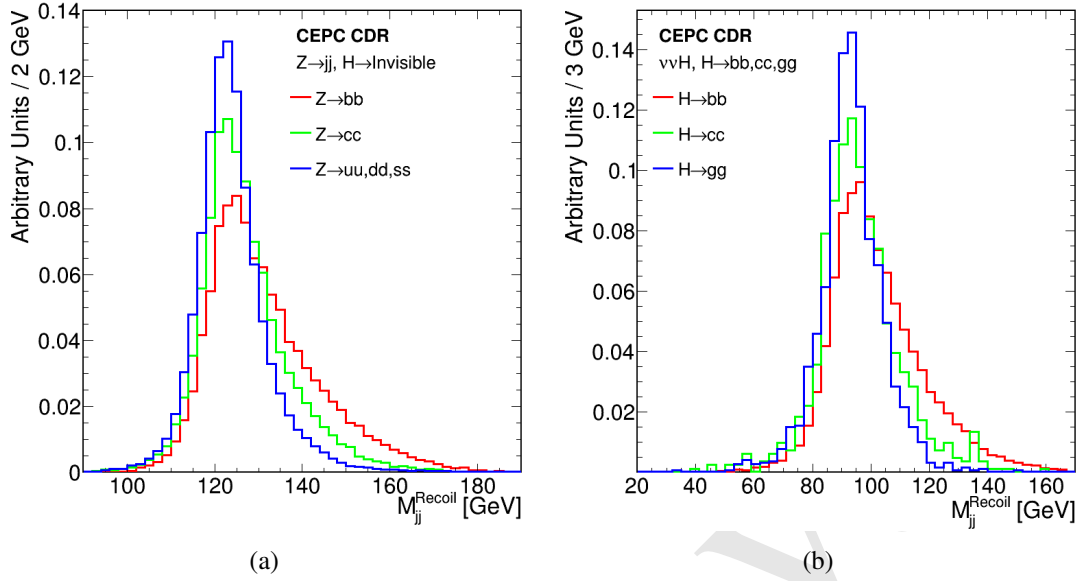 0.14
0.12
0.1
0.08
0.06
0.04
0.02
0
Arbitrary Units / 2 GeV
CEPC CDR
Z→jj, H→Invisible
Z→bb
Z→cc
Z→uu,dd,ss
100 120 140 160 180
M_jj^Recoil [GeV]
(a)
0.14
0.12
0.1
0.08
0.06
0.04
0.02
0
Arbitrary Units / 3 GeV
CEPC CDR
ννH, H→bb,cc,gg
H→bb
H→cc
H→gg
20 40 60 80 100 120 140 160
M_jj^Recoil [GeV]
(b)